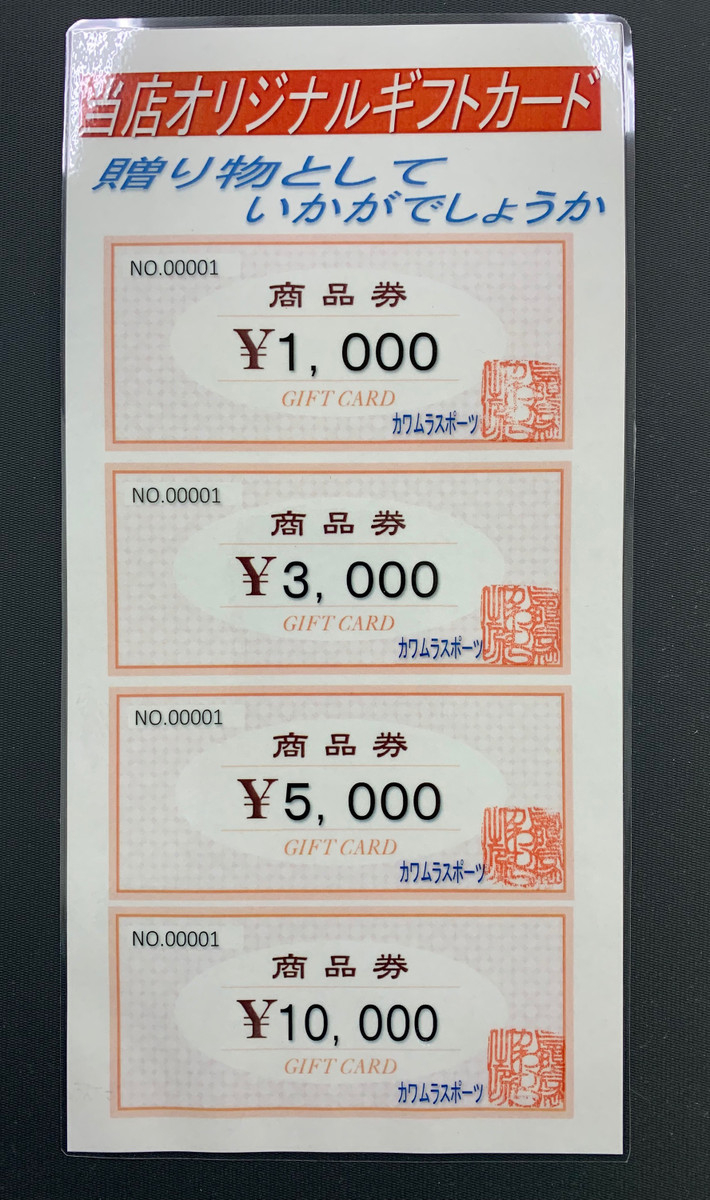 当店オリジナルギフトカード
贈り物として
いかがでしょうか
NO.00001
商品券
¥1,000
GIFT CARD
カワムラスポーツ
NO.00001
商品券
¥3,000
GIFT CARD
カワムラスポーツ
NO.00001
商品券
¥5,000
GIFT CARD
カワムラスポーツ
NO.00001
商品券
¥10,000
GIFT CARD
カワムラスポーツ